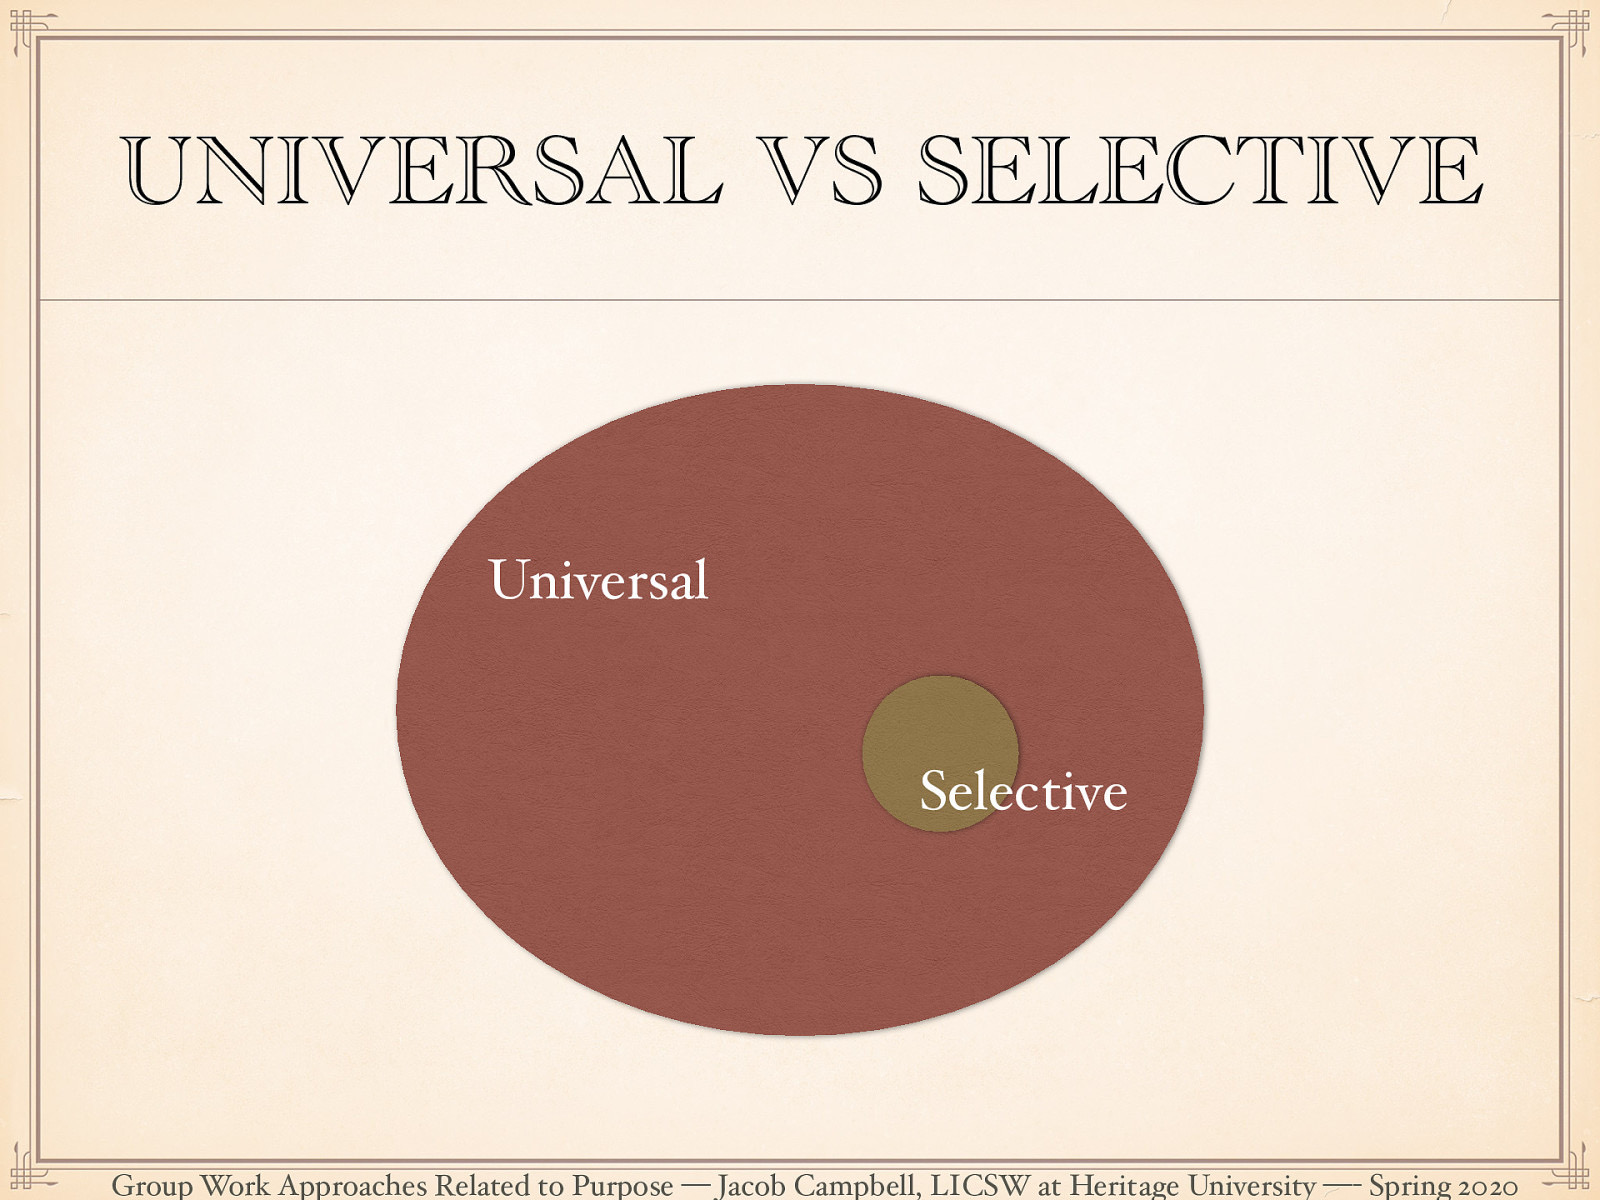 UNIVERSAL VS SELECTIVE
Universal
Selective
Group Work Approaches Related to Purpose — Jacob Campbell, LICSW at Heritage University —- Spring 2020